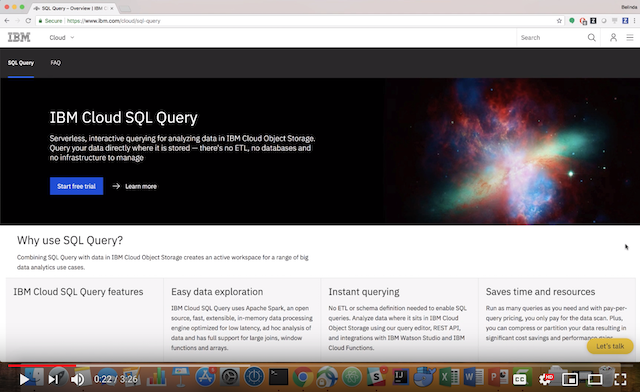 SQL Query – Overview | IBM C
Belinda
Secure
https://www.ibm.com/cloud/sql-query
IBM
Cloud
Search
SQL Query
FAQ
IBM Cloud SQL Query
Serverless, interactive querying for analyzing data in IBM Cloud Object Storage.
Query your data directly where it is stored — there's no ETL, no databases and
no infrastructure to manage
Start free trial
Learn more
Why use SQL Query?
Combining SQL Query with data in IBM Cloud Object Storage creates an active workspace for a range of big
data analytics use cases.
IBM Cloud SQL Query features
Easy data exploration
IBM Cloud SQL Query uses Apache Spark, an open
source, fast, extensible, in-memory data processing
engine optimized for low latency, ad hoc analysis of
data and has full support for large joins, window
functions and arrays.
Instant querying
No ETL or schema definition needed to enable SQL
queries. Analyze data where it sits in IBM Cloud
Object Storage using our query editor, REST API,
and integrations with IBM Watson Studio and IBM
Cloud Functions.
Saves time and resources
Run as many queries as you need and with pay-per-
query pricing, you only pay for the data scan. Plus,
you can compress or partition your data resulting in
significant cost savings and performance
Let's talk
0:22 / 3:26
CC
HD